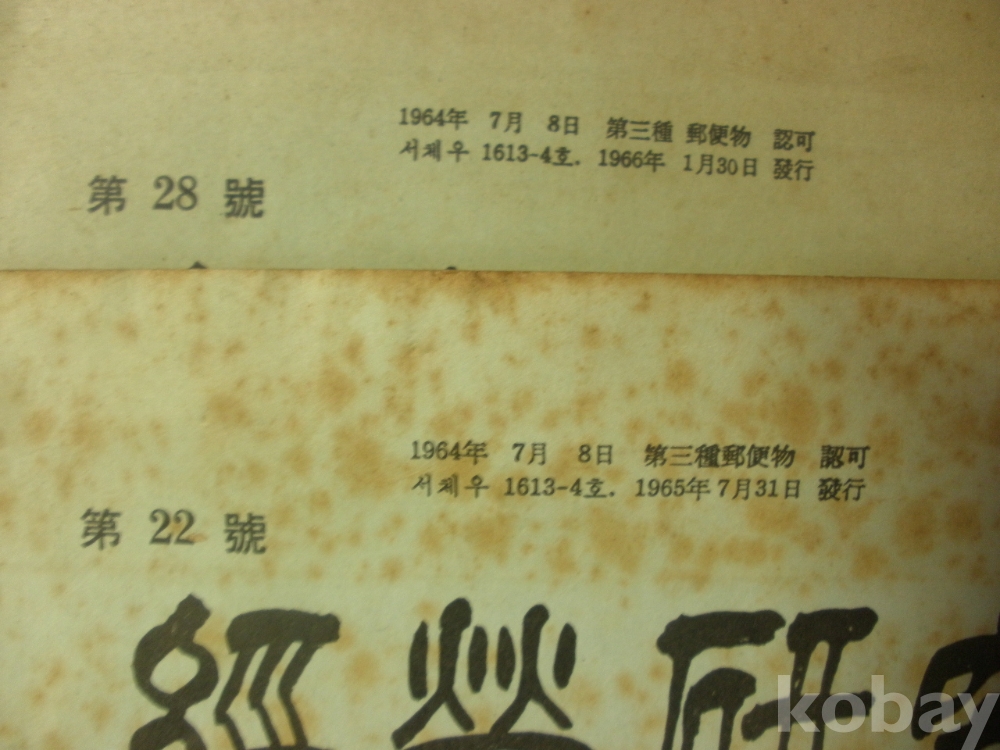 1964年 7月 8日 第三種 郵便物 認可
서제우 1613-4호. 1966年 1月30日 發行
第 28 號
1964年 7月 8日 第三種郵便物 認可
서제우 1613-4호. 1965年7月31日 發行
第 22 號
經營研
kobay